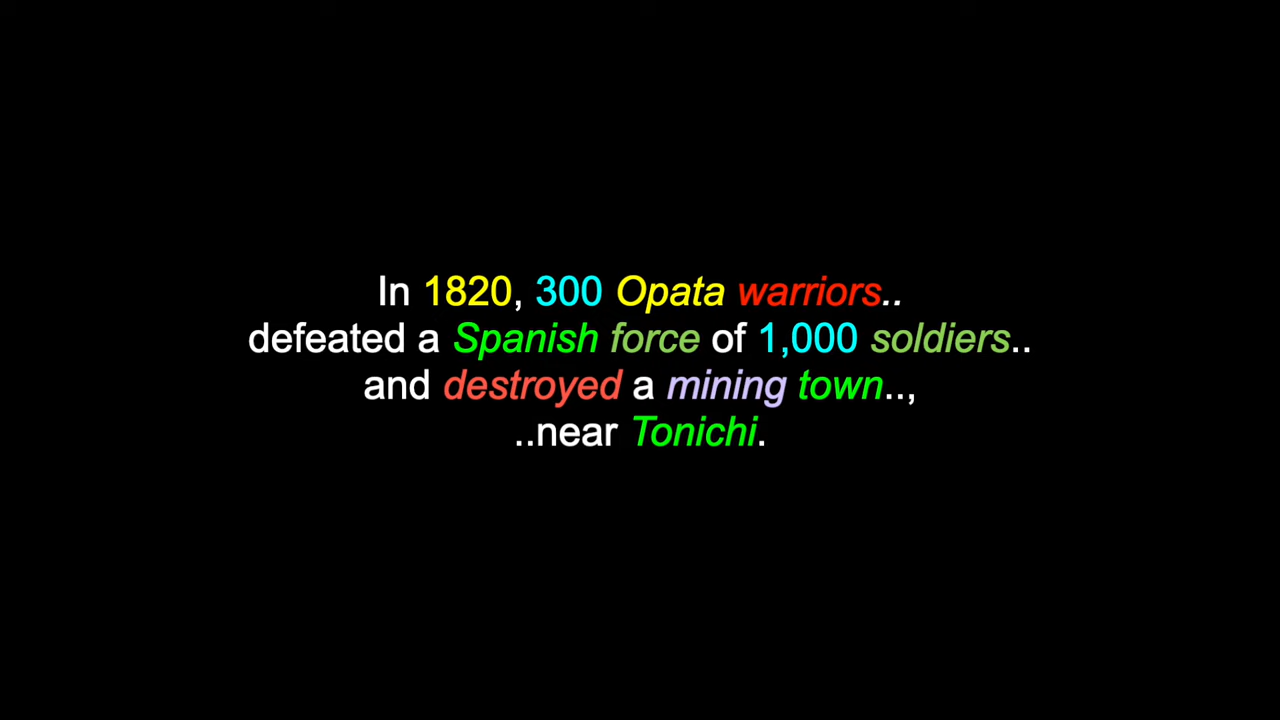 In 1820, 300 Opata warriors..
defeated a Spanish force of 1,000 soldiers..
and destroyed a mining town..,
..near Tonichi.